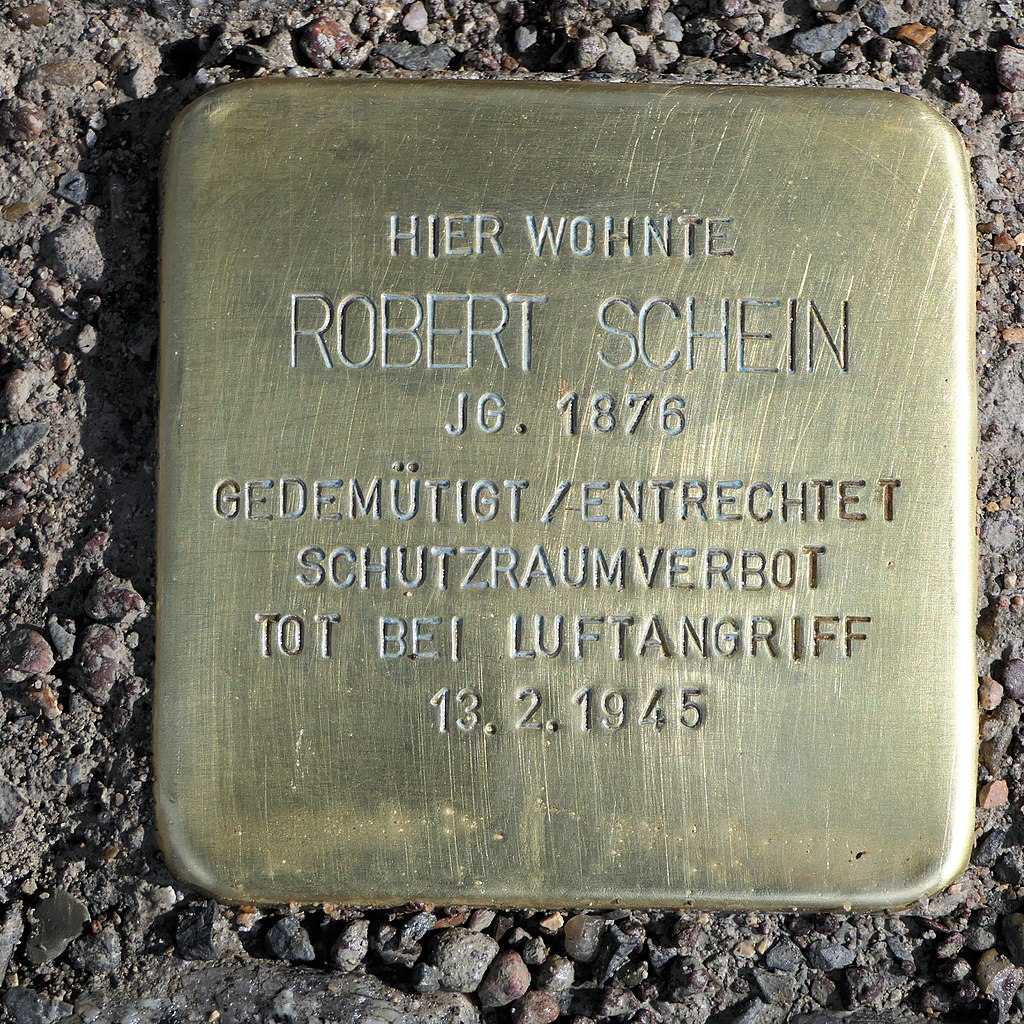 HIER WOHNTE
ROBERT SCHEIN
JG. 1876
GEDEMÜTIGT/ENTRECHTET
SCHUTZRAUMVERBOT
TOT BEI LUFTANGRIFF
13.2.1945